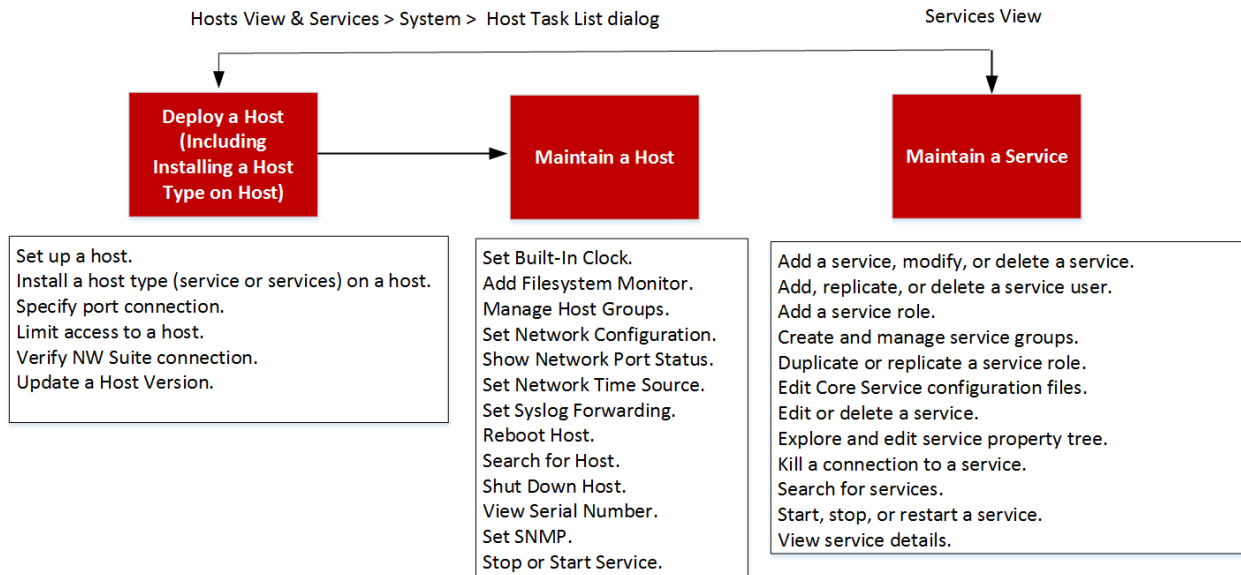 Hosts View & Services > System > Host Task List dialog
Services View
Deploy a Host
(Including
Installing a Host
Type on Host)
Maintain a Host
Maintain a Service
Set up a host.
Install a host type (service or services) on a host.
Specify port connection.
Limit access to a host.
Verify NW Suite connection.
Update a Host Version.
Set Built-In Clock.
Add Filesystem Monitor.
Manage Host Groups.
Set Network Configuration.
Show Network Port Status.
Set Network Time Source.
Set Syslog Forwarding.
Reboot Host.
Search for Host.
Shut Down Host.
View Serial Number.
Set SNMP.
Stop or Start Service.
Add a service, modify, or delete a service.
Add, replicate, or delete a service user.
Add a service role.
Create and manage service groups.
Duplicate or replicate a service role.
Edit Core Service configuration files.
Edit or delete a service.
Explore and edit service property tree.
Kill a connection to a service.
Search for services.
Start, stop, or restart a service.
View service details.